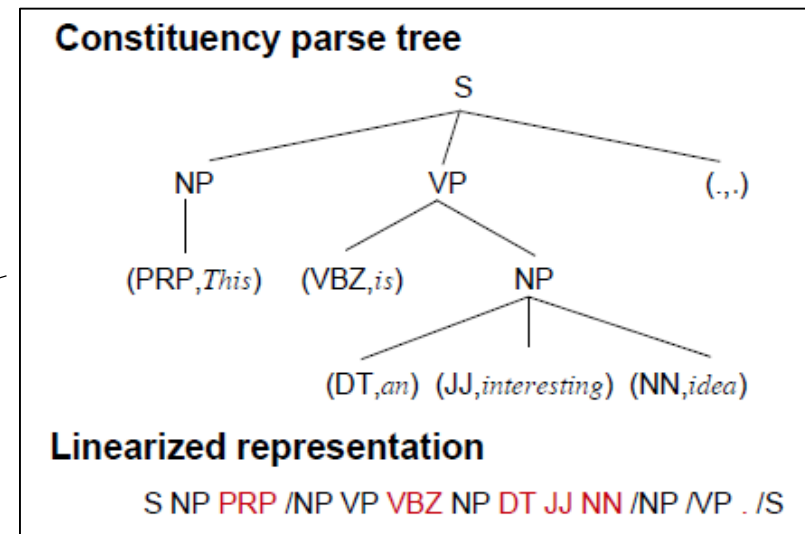 Constituency parse tree
S
NP VP (.,.)
(PRP,This) (VBZ,is) NP
(DT,an) (JJ,interesting) (NN,idea)
Linearized representation
S NP PRP /NP VP VBZ NP DT JJ NN /NP /VP . /S